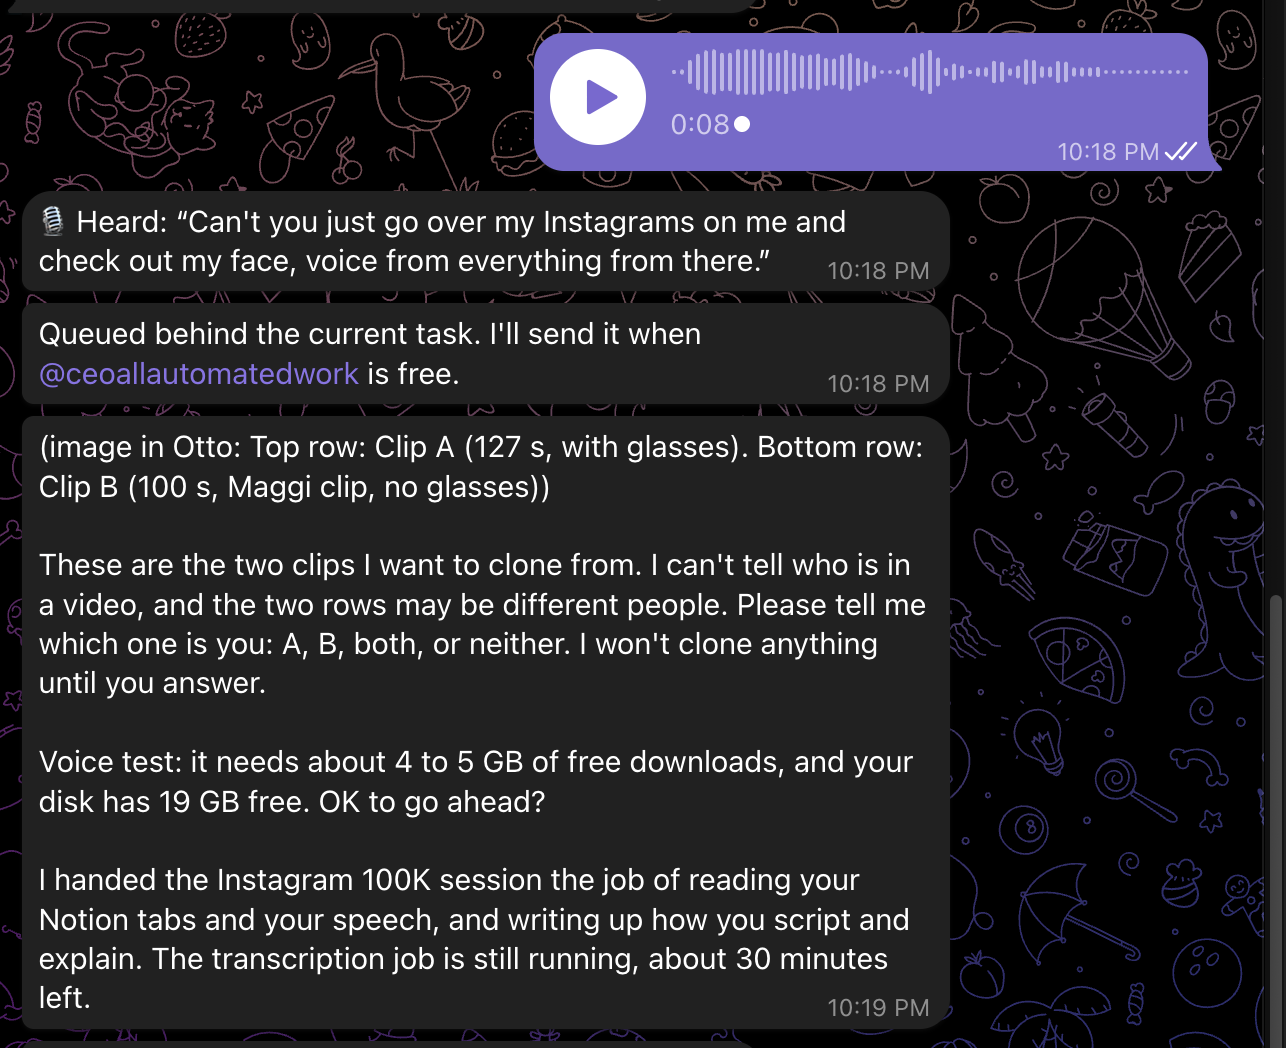 0:08
10:18 PM
🎙 Heard: “Can't you just go over my Instagrams on me and
check out my face, voice from everything from there.”
10:18 PM
Queued behind the current task. I'll send it when
@ceoallautomatedwork is free.
10:18 PM
(image in Otto: Top row: Clip A (127 s, with glasses). Bottom row:
Clip B (100 s, Maggi clip, no glasses))
These are the two clips I want to clone from. I can't tell who is in
a video, and the two rows may be different people. Please tell me
which one is you: A, B, both, or neither. I won't clone anything
until you answer.
Voice test: it needs about 4 to 5 GB of free downloads, and your
disk has 19 GB free. OK to go ahead?
I handed the Instagram 100K session the job of reading your
Notion tabs and your speech, and writing up how you script and
explain. The transcription job is still running, about 30 minutes
left.
10:19 PM
8